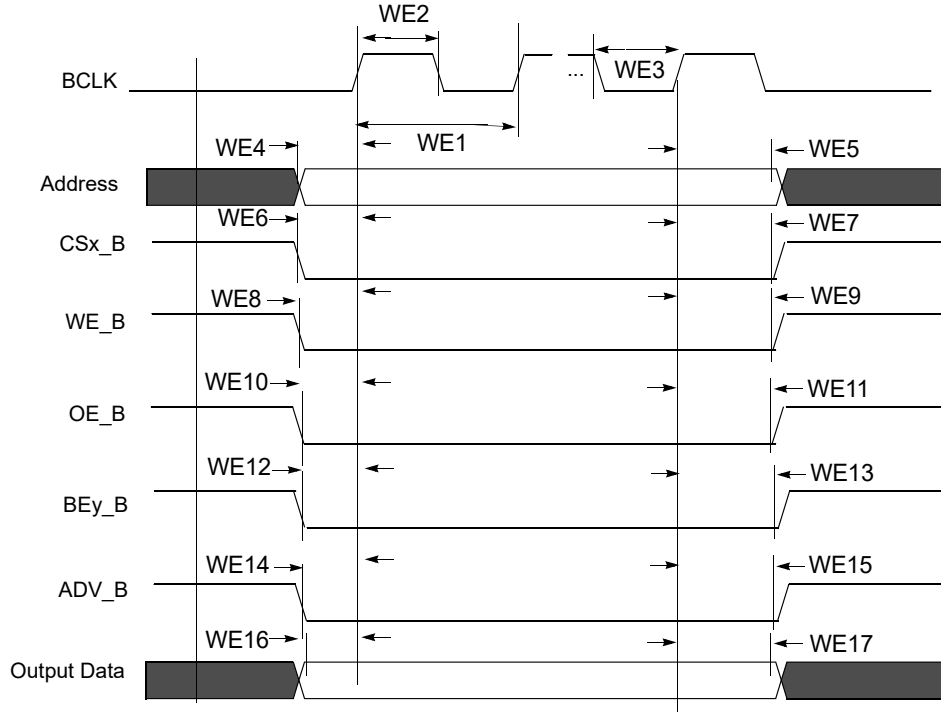 WE2
BCLK
...
WE3
WE1
WE4
WE5
Address
WE6
WE7
CSx_B
WE8
WE9
WE_B
WE10
WE11
OE_B
WE12
WE13
BEy_B
WE14
WE15
ADV_B
WE16
WE17
Output Data